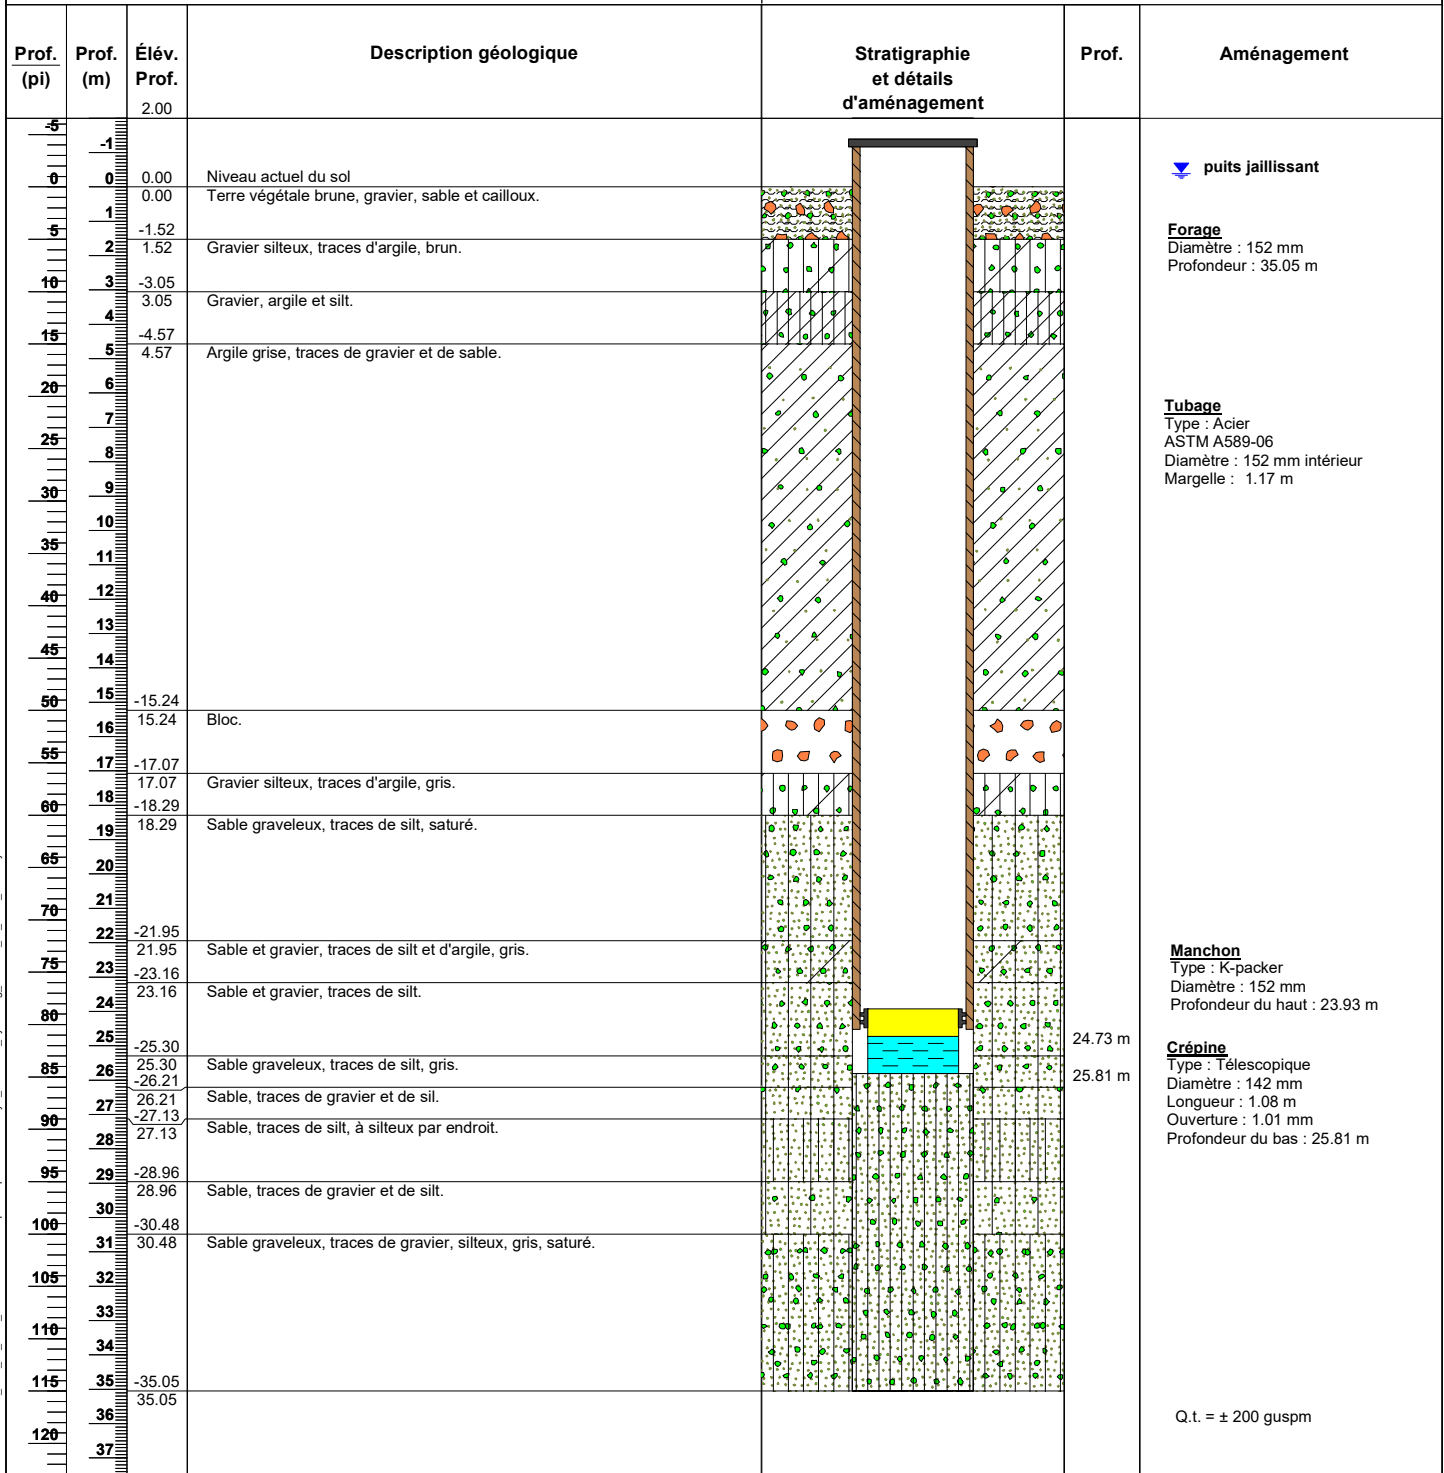 Prof.
(pi)
Prof.
(m)
Élév.
Prof.
2.00
Description géologique
Stratigraphie
et détails
d'aménagement
Prof.
Aménagement
-5
0
5
10
15
20
25
30
35
40
45
50
55
60
65
70
75
80
85
90
95
100
105
110
115
120
-1
0
1
2
3
4
5
6
7
8
9
10
11
12
13
14
15
16
17
18
19
20
21
22
23
24
25
26
27
28
29
30
31
32
33
34
35
36
37
0.00 Niveau actuel du sol
0.00 Terre végétale brune, gravier, sable et cailloux.
-1.52
1.52 Gravier silteux, traces d'argile, brun.
-3.05
3.05 Gravier, argile et silt.
-4.57
4.57 Argile grise, traces de gravier et de sable.
-15.24
15.24 Bloc.
-17.07
17.07 Gravier silteux, traces d'argile, gris.
-18.29
18.29 Sable graveleux, traces de silt, saturé.
-21.95
21.95 Sable et gravier, traces de silt et d'argile, gris.
-23.16
23.16 Sable et gravier, traces de silt.
-25.30
25.30 Sable graveleux, traces de silt, gris.
-26.21
26.21 Sable, traces de gravier et de sil.
-27.13
27.13 Sable, traces de silt, à silteux par endroit.
-28.96
28.96 Sable, traces de gravier et de silt.
-30.48
30.48 Sable graveleux, traces de gravier, silteux, gris, saturé.
-35.05
35.05
24.73 m
25.81 m
puits jaillissant
Forage
Diamètre : 152 mm
Profondeur : 35.05 m
Tubage
Type : Acier
ASTM A589-06
Diamètre : 152 mm intérieur
Margelle : 1.17 m
Manchon
Type : K-packer
Diamètre : 152 mm
Profondeur du haut : 23.93 m
Crépine
Type : Télescopique
Diamètre : 142 mm
Longueur : 1.08 m
Ouverture : 1.01 mm
Profondeur du bas : 25.81 m
Q.t. = ± 200 guspm